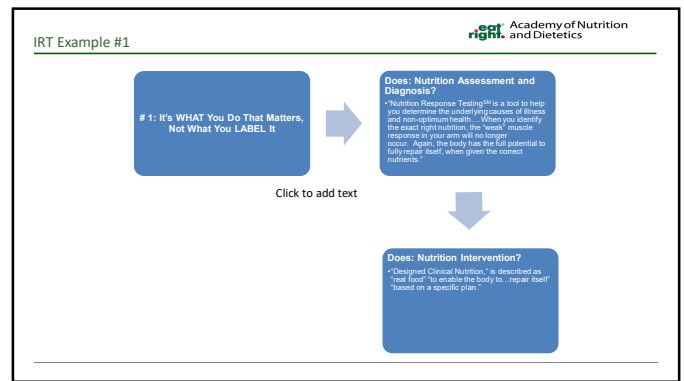 IRT Example #1
eat right. Academy of Nutrition
and Dietetics
# 1: It's WHAT You Do That Matters,
Not What You LABEL It
Does: Nutrition Assessment and
Diagnosis?
•"Nutrition Response Testing℠ is a tool to help
you determine the underlying causes of illness
and non-optimum health....When you identify
the exact right nutrition, the "weak" muscle
response in your arm will no longer
occur. Again, the body has the full potential to
fully repair itself, when given the correct
nutrients."
Click to add text
Does: Nutrition Intervention?
•"Designed Clinical Nutrition," is described as
"real food" "to enable the body to...repair itself"
"based on a specific plan."